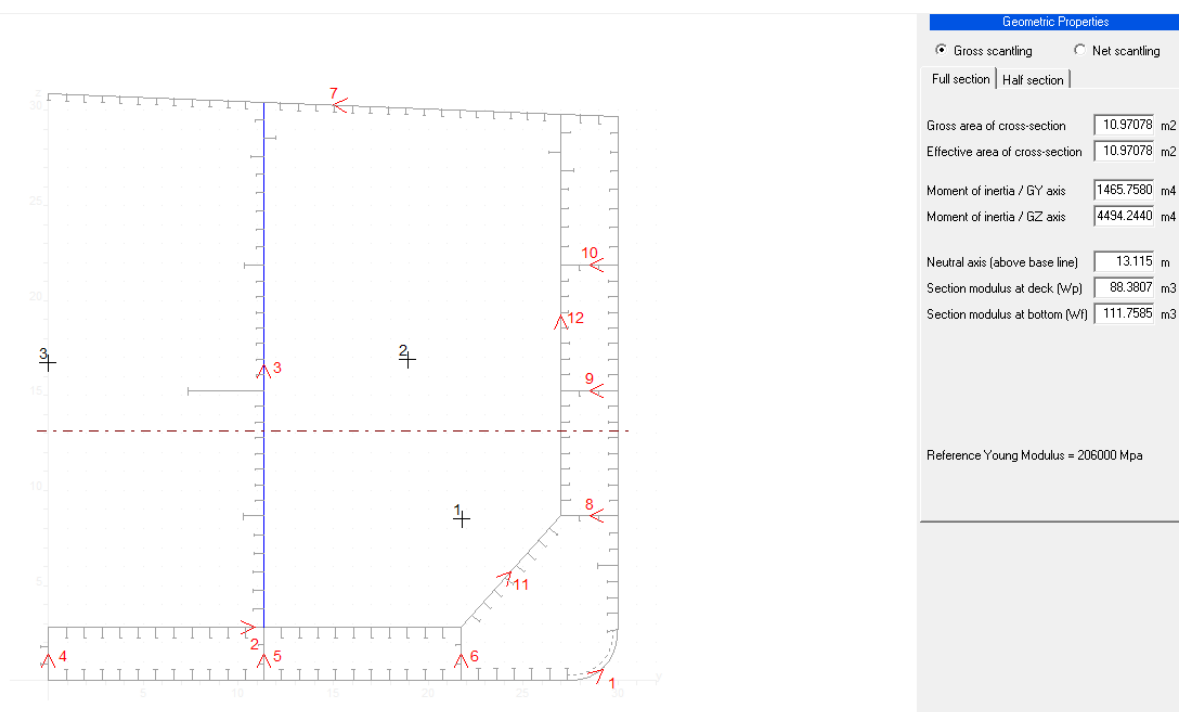 Geometric Properties
Gross scantling Net scantling
Full section Half section
Gross area of cross-section 10.97078 m2
Effective area of cross-section 10.97078 m2
Moment of inertia / GY axis 1465.7580 m4
Moment of inertia / GZ axis 4494.2440 m4
Neutral axis (above base line) 13.115 m
Section modulus at deck (Wp) 88.3807 m3
Section modulus at bottom (Wf) 111.7585 m3
Reference Young Modulus = 206000 Mpa
z
7
30
25
10
20
12
3
2
3
9
15
10
1
8
5
11
2
4
5
6
1
5
10
15
20
25
30
Y